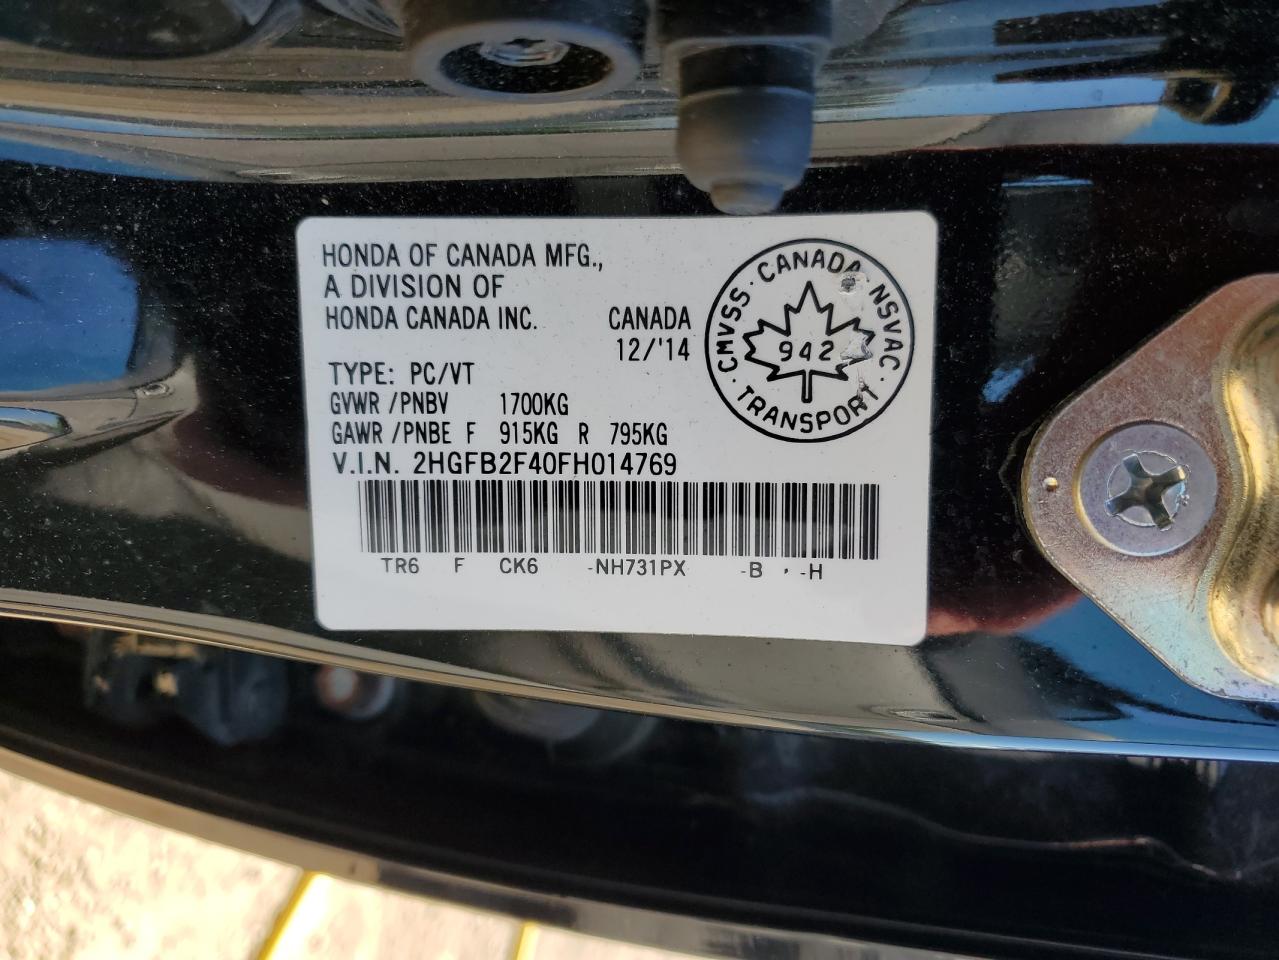 HONDA OF CANADA MFG.,
A DIVISION OF
HONDA CANADA INC.
CANADA
12/'14
CMVSS · CANADA NSVAC · TRANSPORT ·
942
TYPE: PC/VT
GVWR /PNBV 1700KG
GAWR /PNBE F 915KG R 795KG
V.I.N. 2HGFB2F40FH014769
TR6 F CK6 -NH731PX -B · -H